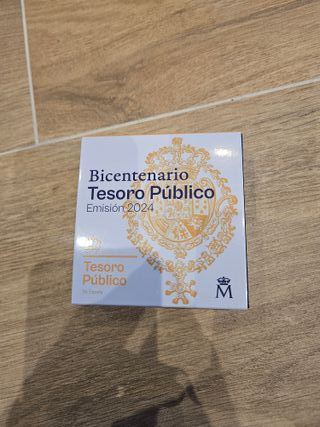 Bicentenario
Tesoro Público
Emisión 2024
Tesoro
Público
M